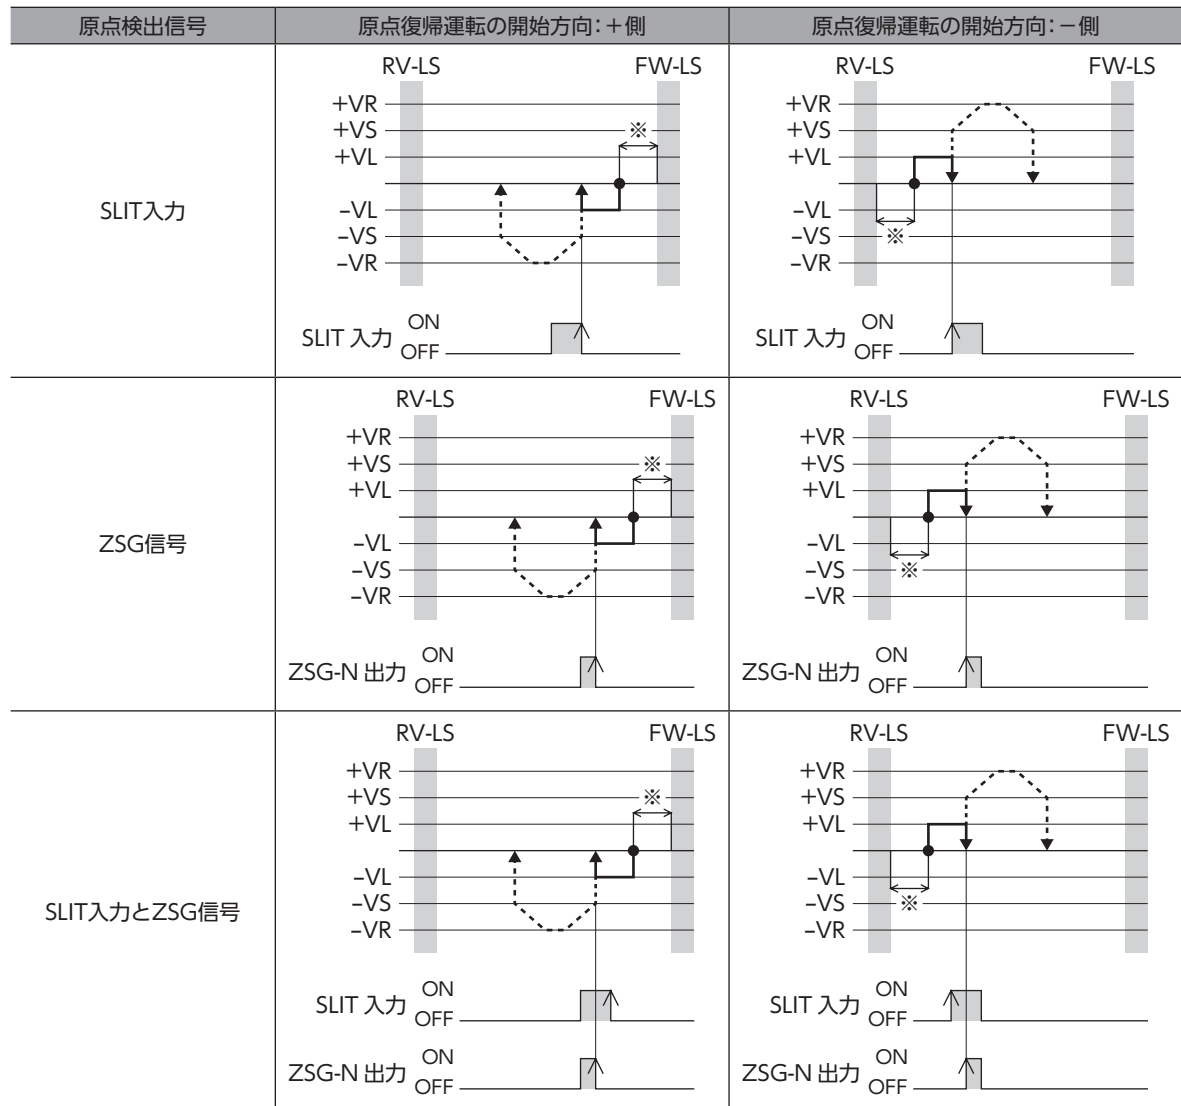 原点検出信号
原点復帰運転の開始方向：＋側
原点復帰運転の開始方向：－側
SLIT入力
RV-LS
FW-LS
+VR
+VS
※
+VL
–VL
–VS
–VR
SLIT 入力
ON
OFF
RV-LS
FW-LS
+VR
+VS
+VL
–VL
–VS
※
–VR
SLIT 入力
ON
OFF
ZSG信号
RV-LS
FW-LS
+VR
+VS
※
+VL
–VL
–VS
–VR
ZSG-N 出力
ON
OFF
RV-LS
FW-LS
+VR
+VS
+VL
–VL
–VS
※
–VR
ZSG-N 出力
ON
OFF
SLIT入力とZSG信号
RV-LS
FW-LS
+VR
+VS
※
+VL
–VL
–VS
–VR
SLIT 入力
ON
OFF
ZSG-N 出力
ON
OFF
RV-LS
FW-LS
+VR
+VS
+VL
–VL
–VS
※
–VR
SLIT 入力
ON
OFF
ZSG-N 出力
ON
OFF